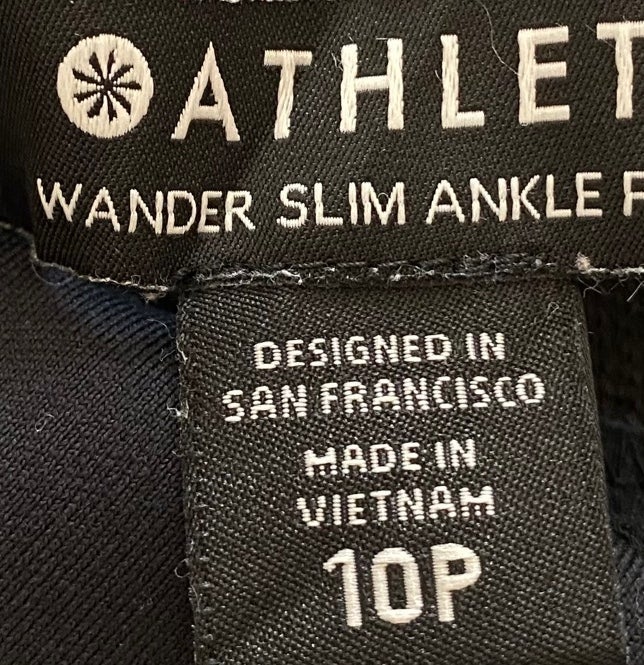 ATHLET
WANDER SLIM ANKLE P
DESIGNED IN
SAN FRANCISCO
MADE IN
VIETNAM
10P